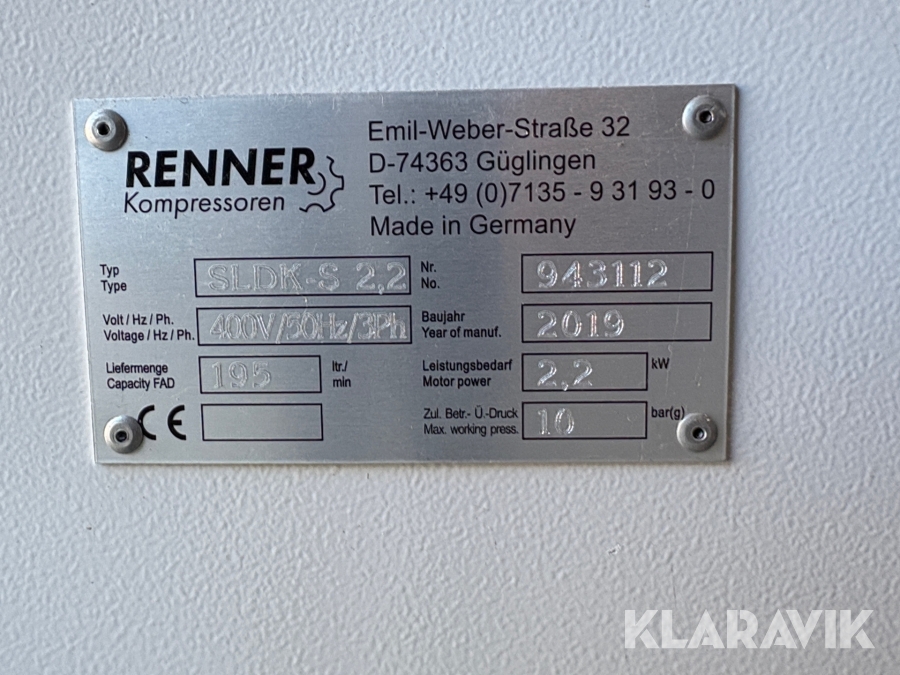 RENNER
Kompressoren
Emil-Weber-Straße 32
D-74363 Güglingen
Tel.: +49 (0)7135 - 9 31 93 - 0
Made in Germany
Typ
Type
SLDK-S 2,2
Nr.
No.
943112
Volt / Hz / Ph.
Voltage / Hz / Ph.
400V/50Hz/3Ph
Baujahr
Year of manuf.
2019
Liefermenge
Capacity FAD
195
ltr./
min
Leistungsbedarf
Motor power
2,2
kW
CE
Zul. Betr.- Ü.-Druck
Max. working press.
10
bar(g)
KLARAVIK